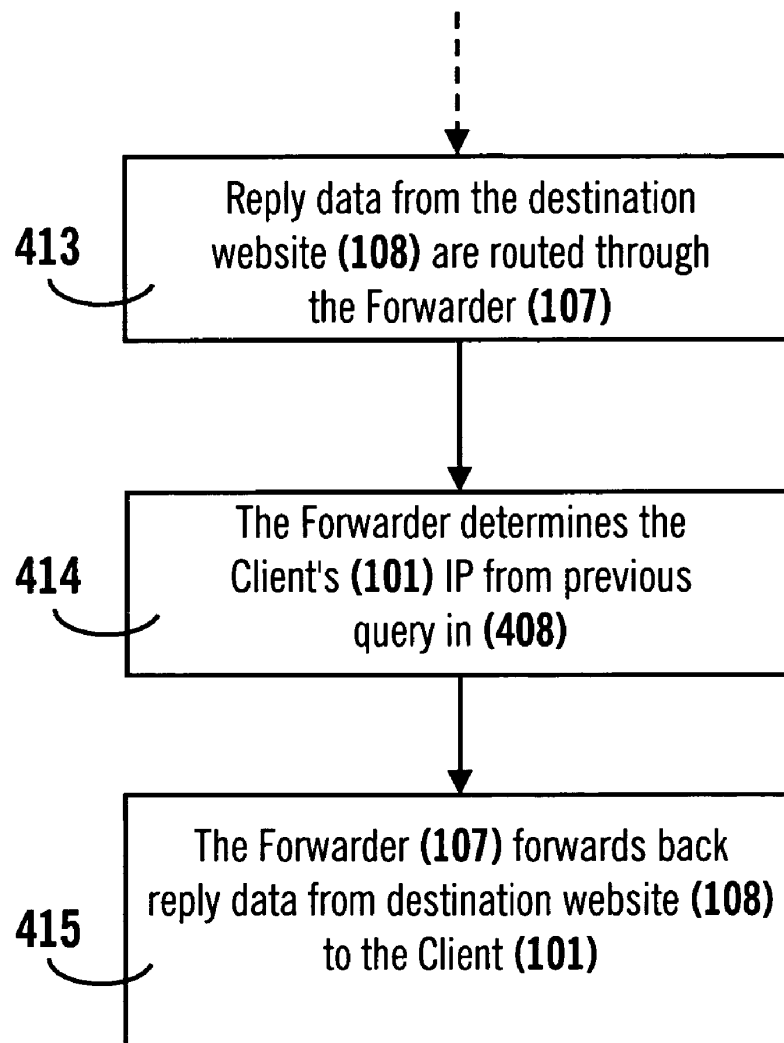 413
Reply data from the destination
website (108) are routed through
the Forwarder (107)
414
The Forwarder determines the
Client's (101) IP from previous
query in (408)
415
The Forwarder (107) forwards back
reply data from destination website (108)
to the Client (101)